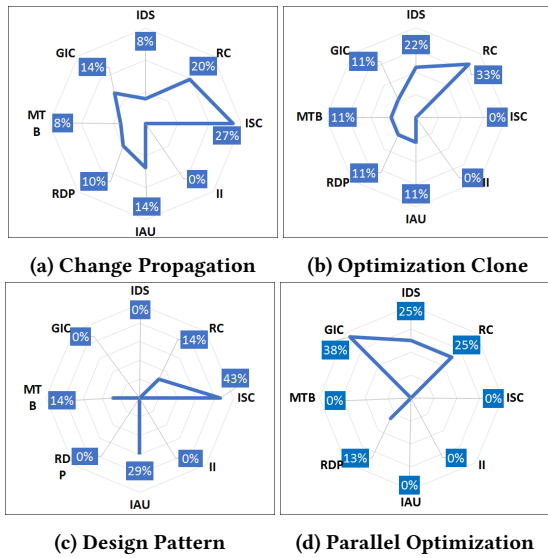 IDS
8%
GIC
14%
RC
20%
MT
B
8%
ISC
27%
RDP
10%
II
0%
14%
IAU
(a) Change Propagation
IDS
22%
GIC
11%
RC
33%
MTB
11%
ISC
0%
RDP
11%
II
0%
11%
IAU
(b) Optimization Clone
IDS
0%
GIC
0%
RC
14%
MT
B
14%
43%
ISC
RD
P
0%
II
0%
29%
IAU
(c) Design Pattern
IDS
25%
GIC
38%
RC
25%
MTB
0%
ISC
0%
RDP
13%
II
0%
0%
IAU
(d) Parallel Optimization